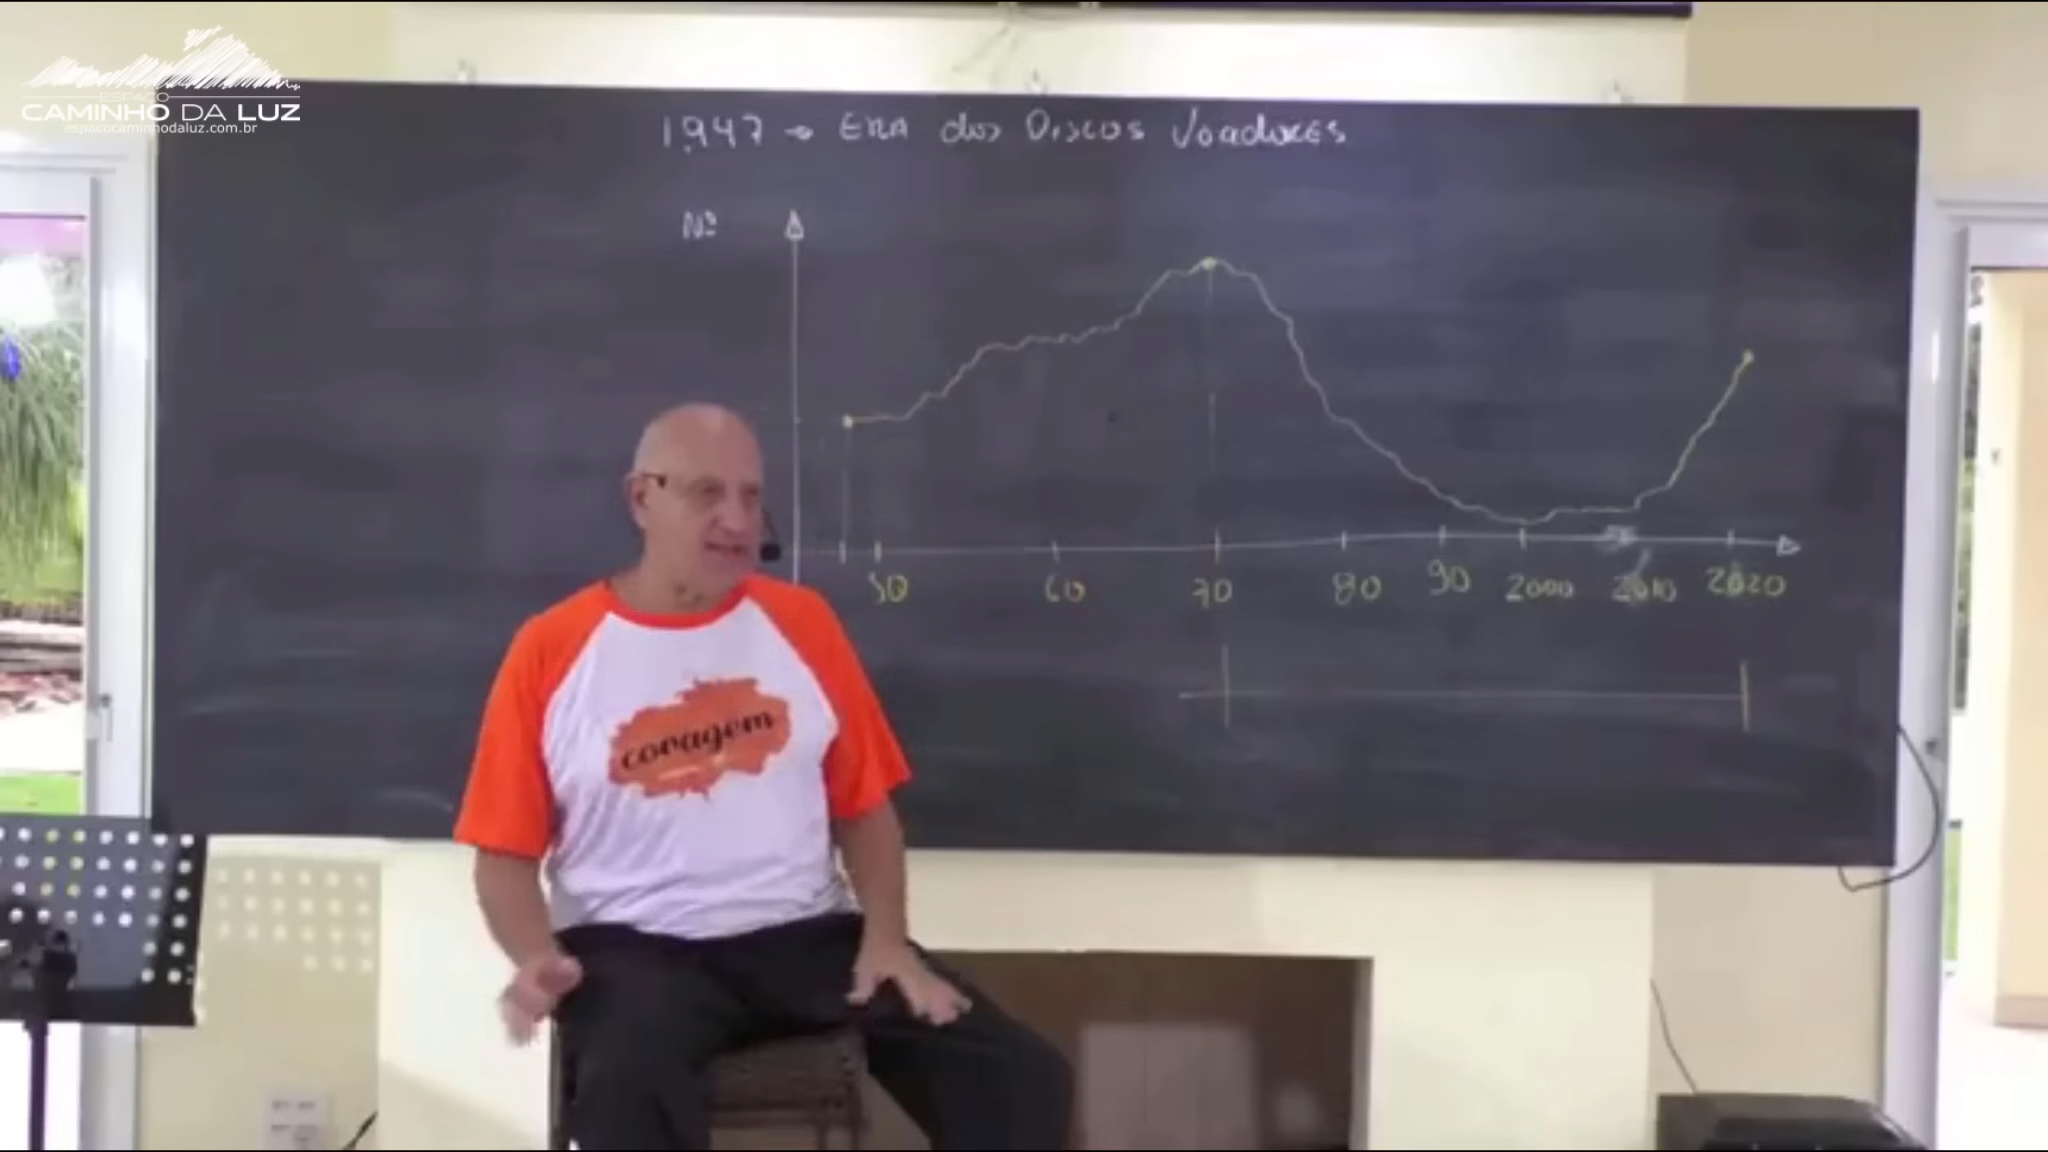 ESPAÇO
CAMINHO DA LUZ
espacocaminhodaluz.com.br
1947 → ERA dos Discos Voadores
Nº
50 60 70 80 90 2000 2010 2020
coragem